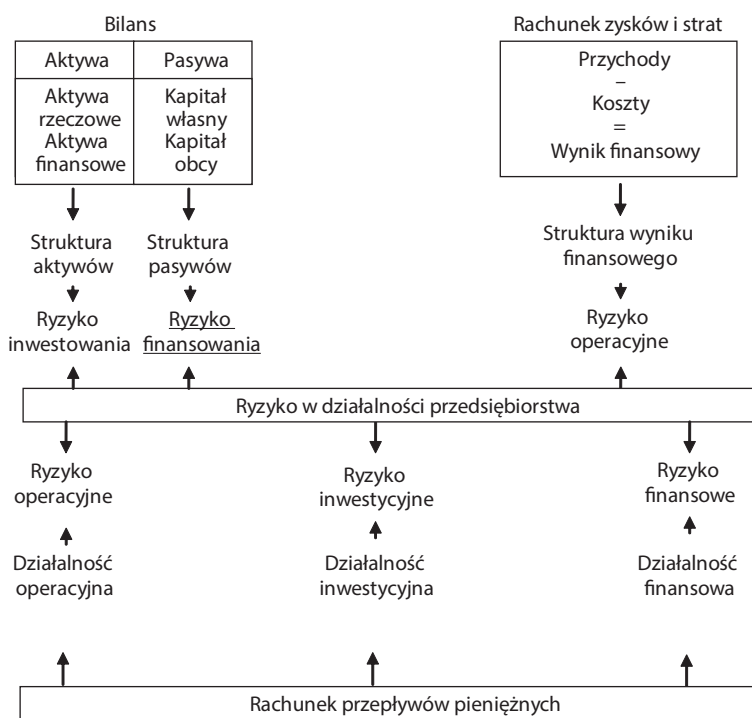 Bilans
Aktywa
Pasywa
Aktywa
rzeczowe
Aktywa
finansowe
Kapitał
własny
Kapitał
obcy
Rachunek zysków i strat
Przychody
–
Koszty
=
Wynik finansowy
Struktura
aktywów
Struktura
pasywów
Struktura wyniku
finansowego
Ryzyko
inwestowania
Ryzyko
finansowania
Ryzyko
operacyjne
Ryzyko w działalności przedsiębiorstwa
Ryzyko
operacyjne
Ryzyko
inwestycyjne
Ryzyko
finansowe
Działalność
operacyjna
Działalność
inwestycyjna
Działalność
finansowa
Rachunek przepływów pieniężnych